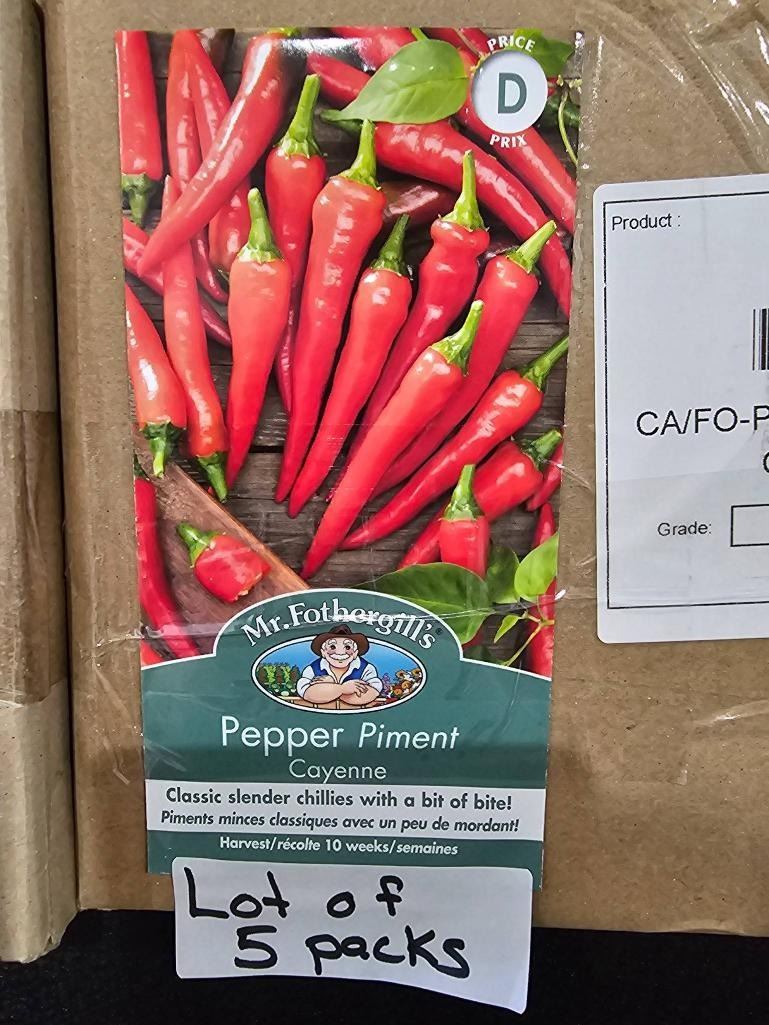 PRICE
D
PRIX
Product :
CA/FO-P
Grade:
Mr. Fothergill's®
Pepper Piment
Cayenne
Classic slender chillies with a bit of bite!
Piments minces classiques avec un peu de mordant!
Harvest/récolte 10 weeks/semaines
Lot of
5 packs